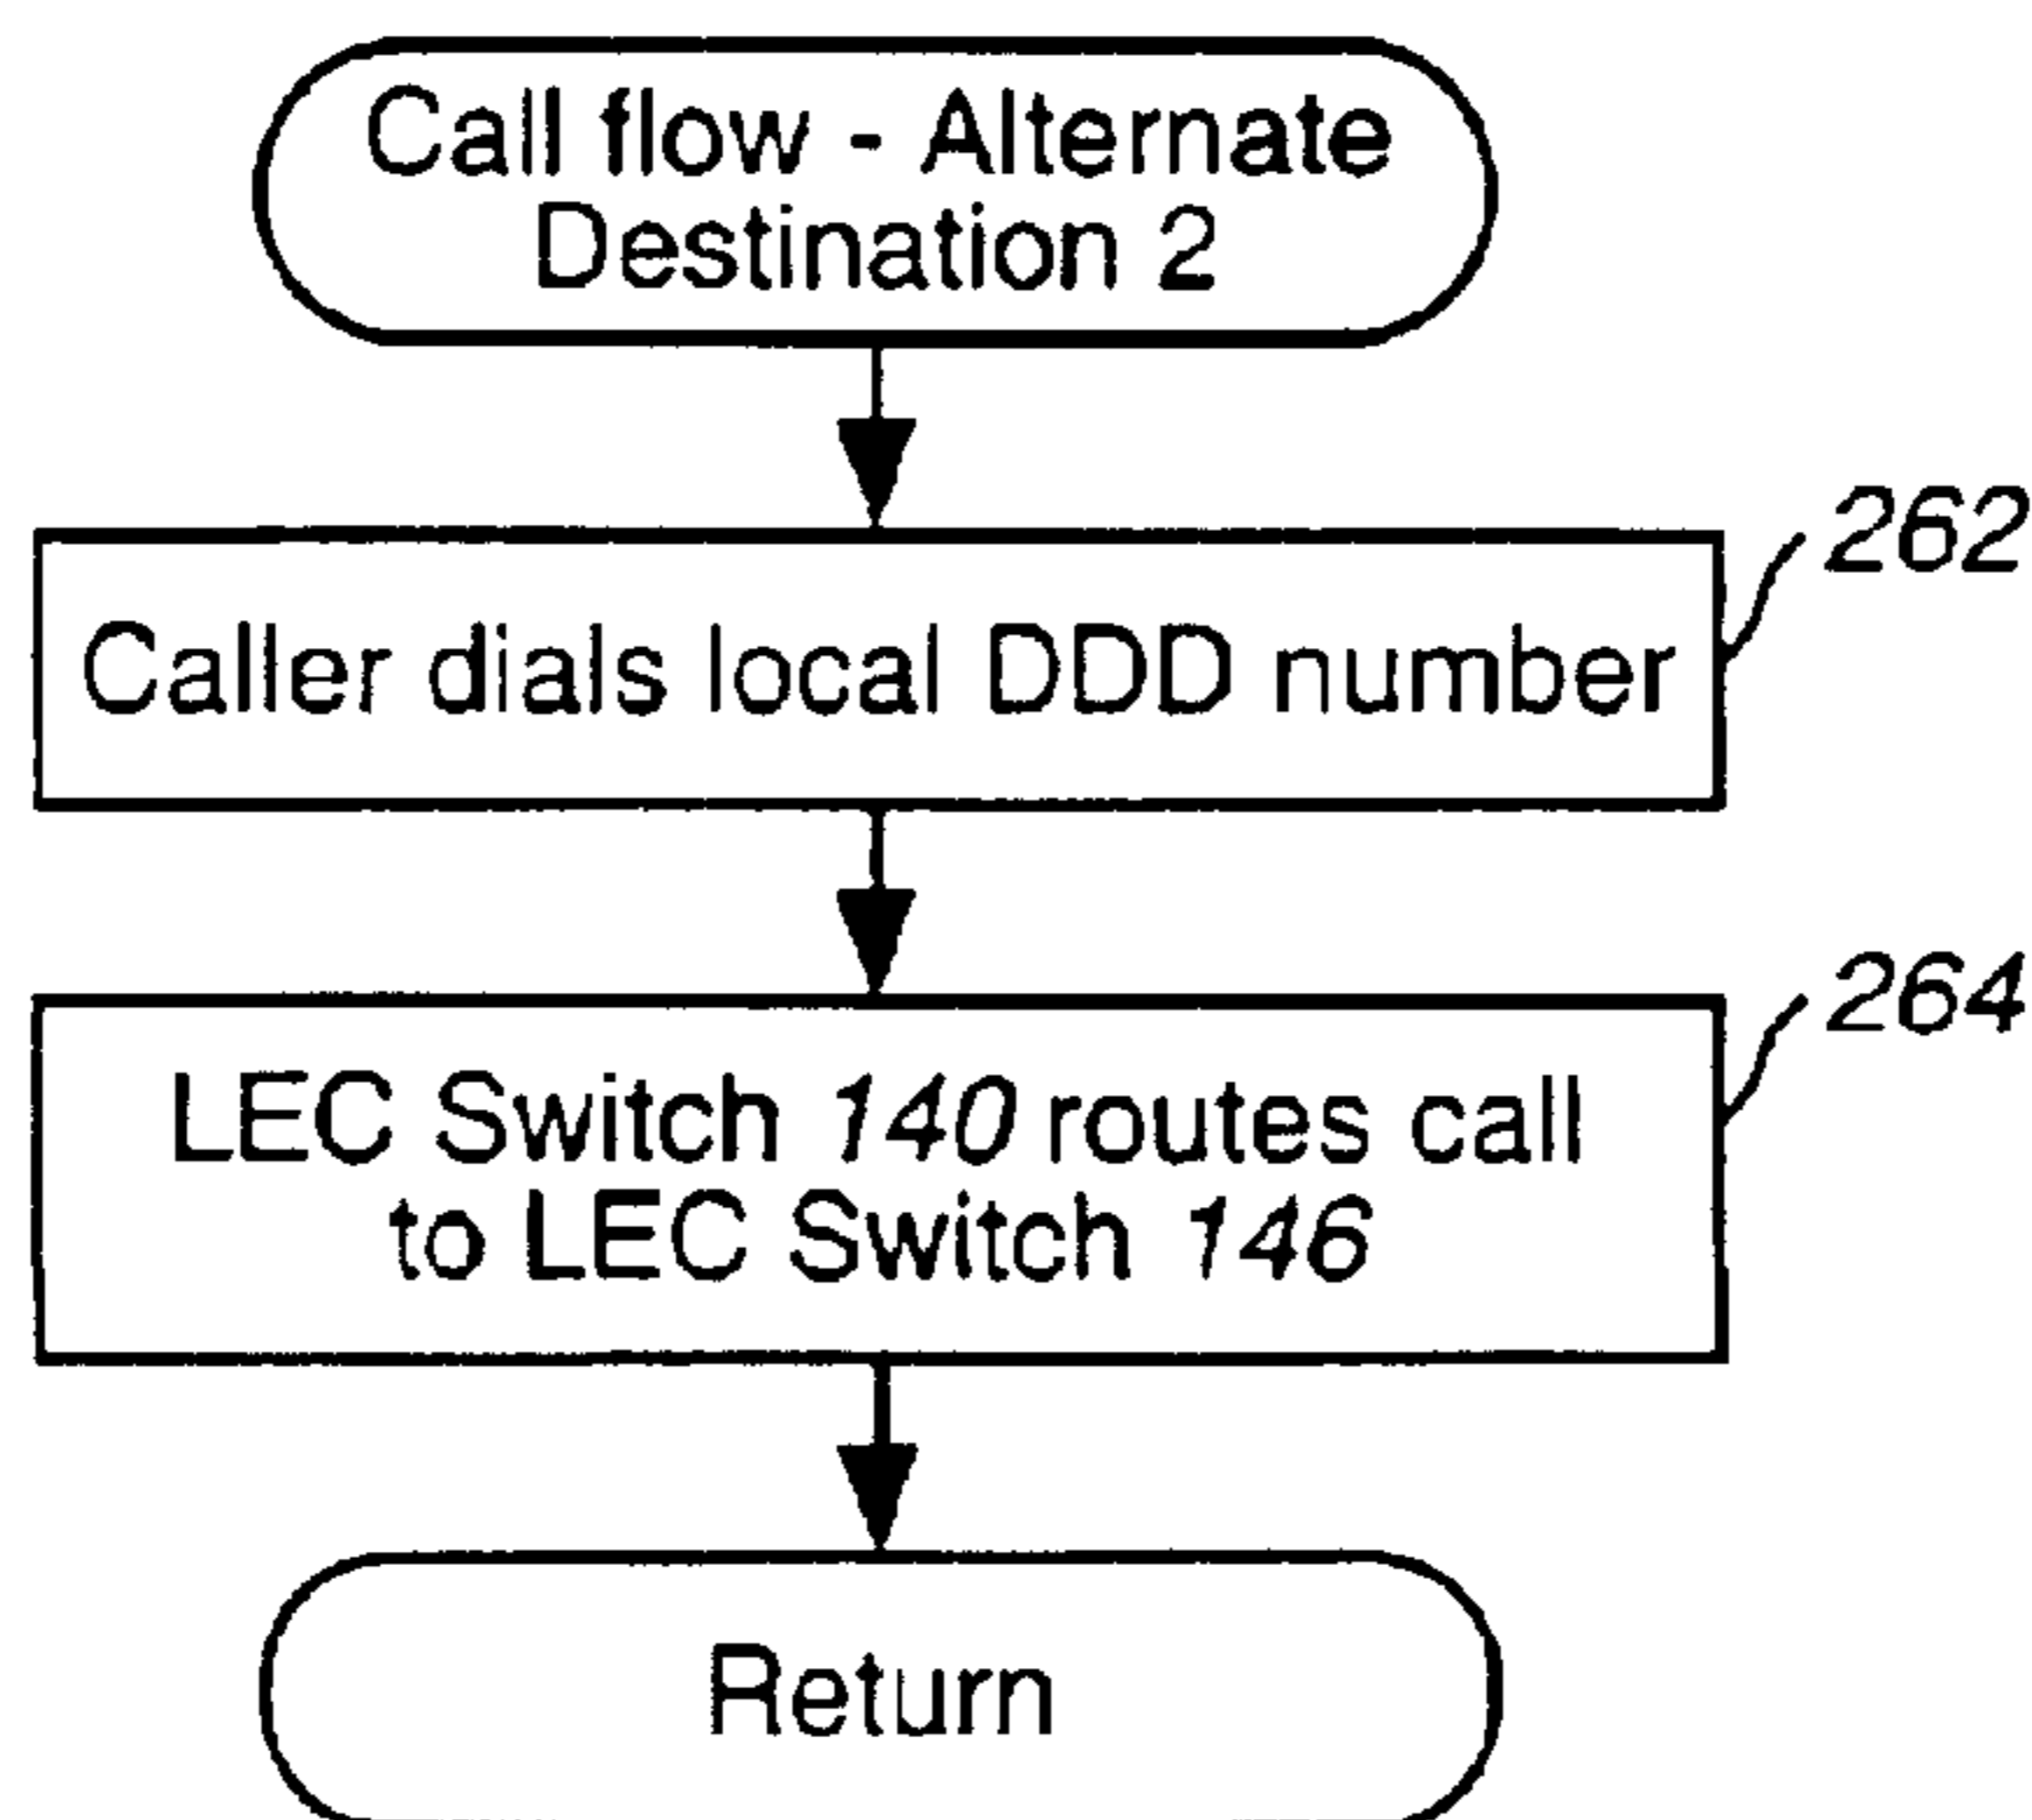 Call flow - Alternate
Destination 2
262
Caller dials local DDD number
264
LEC Switch 140 routes call
to LEC Switch 146
Return